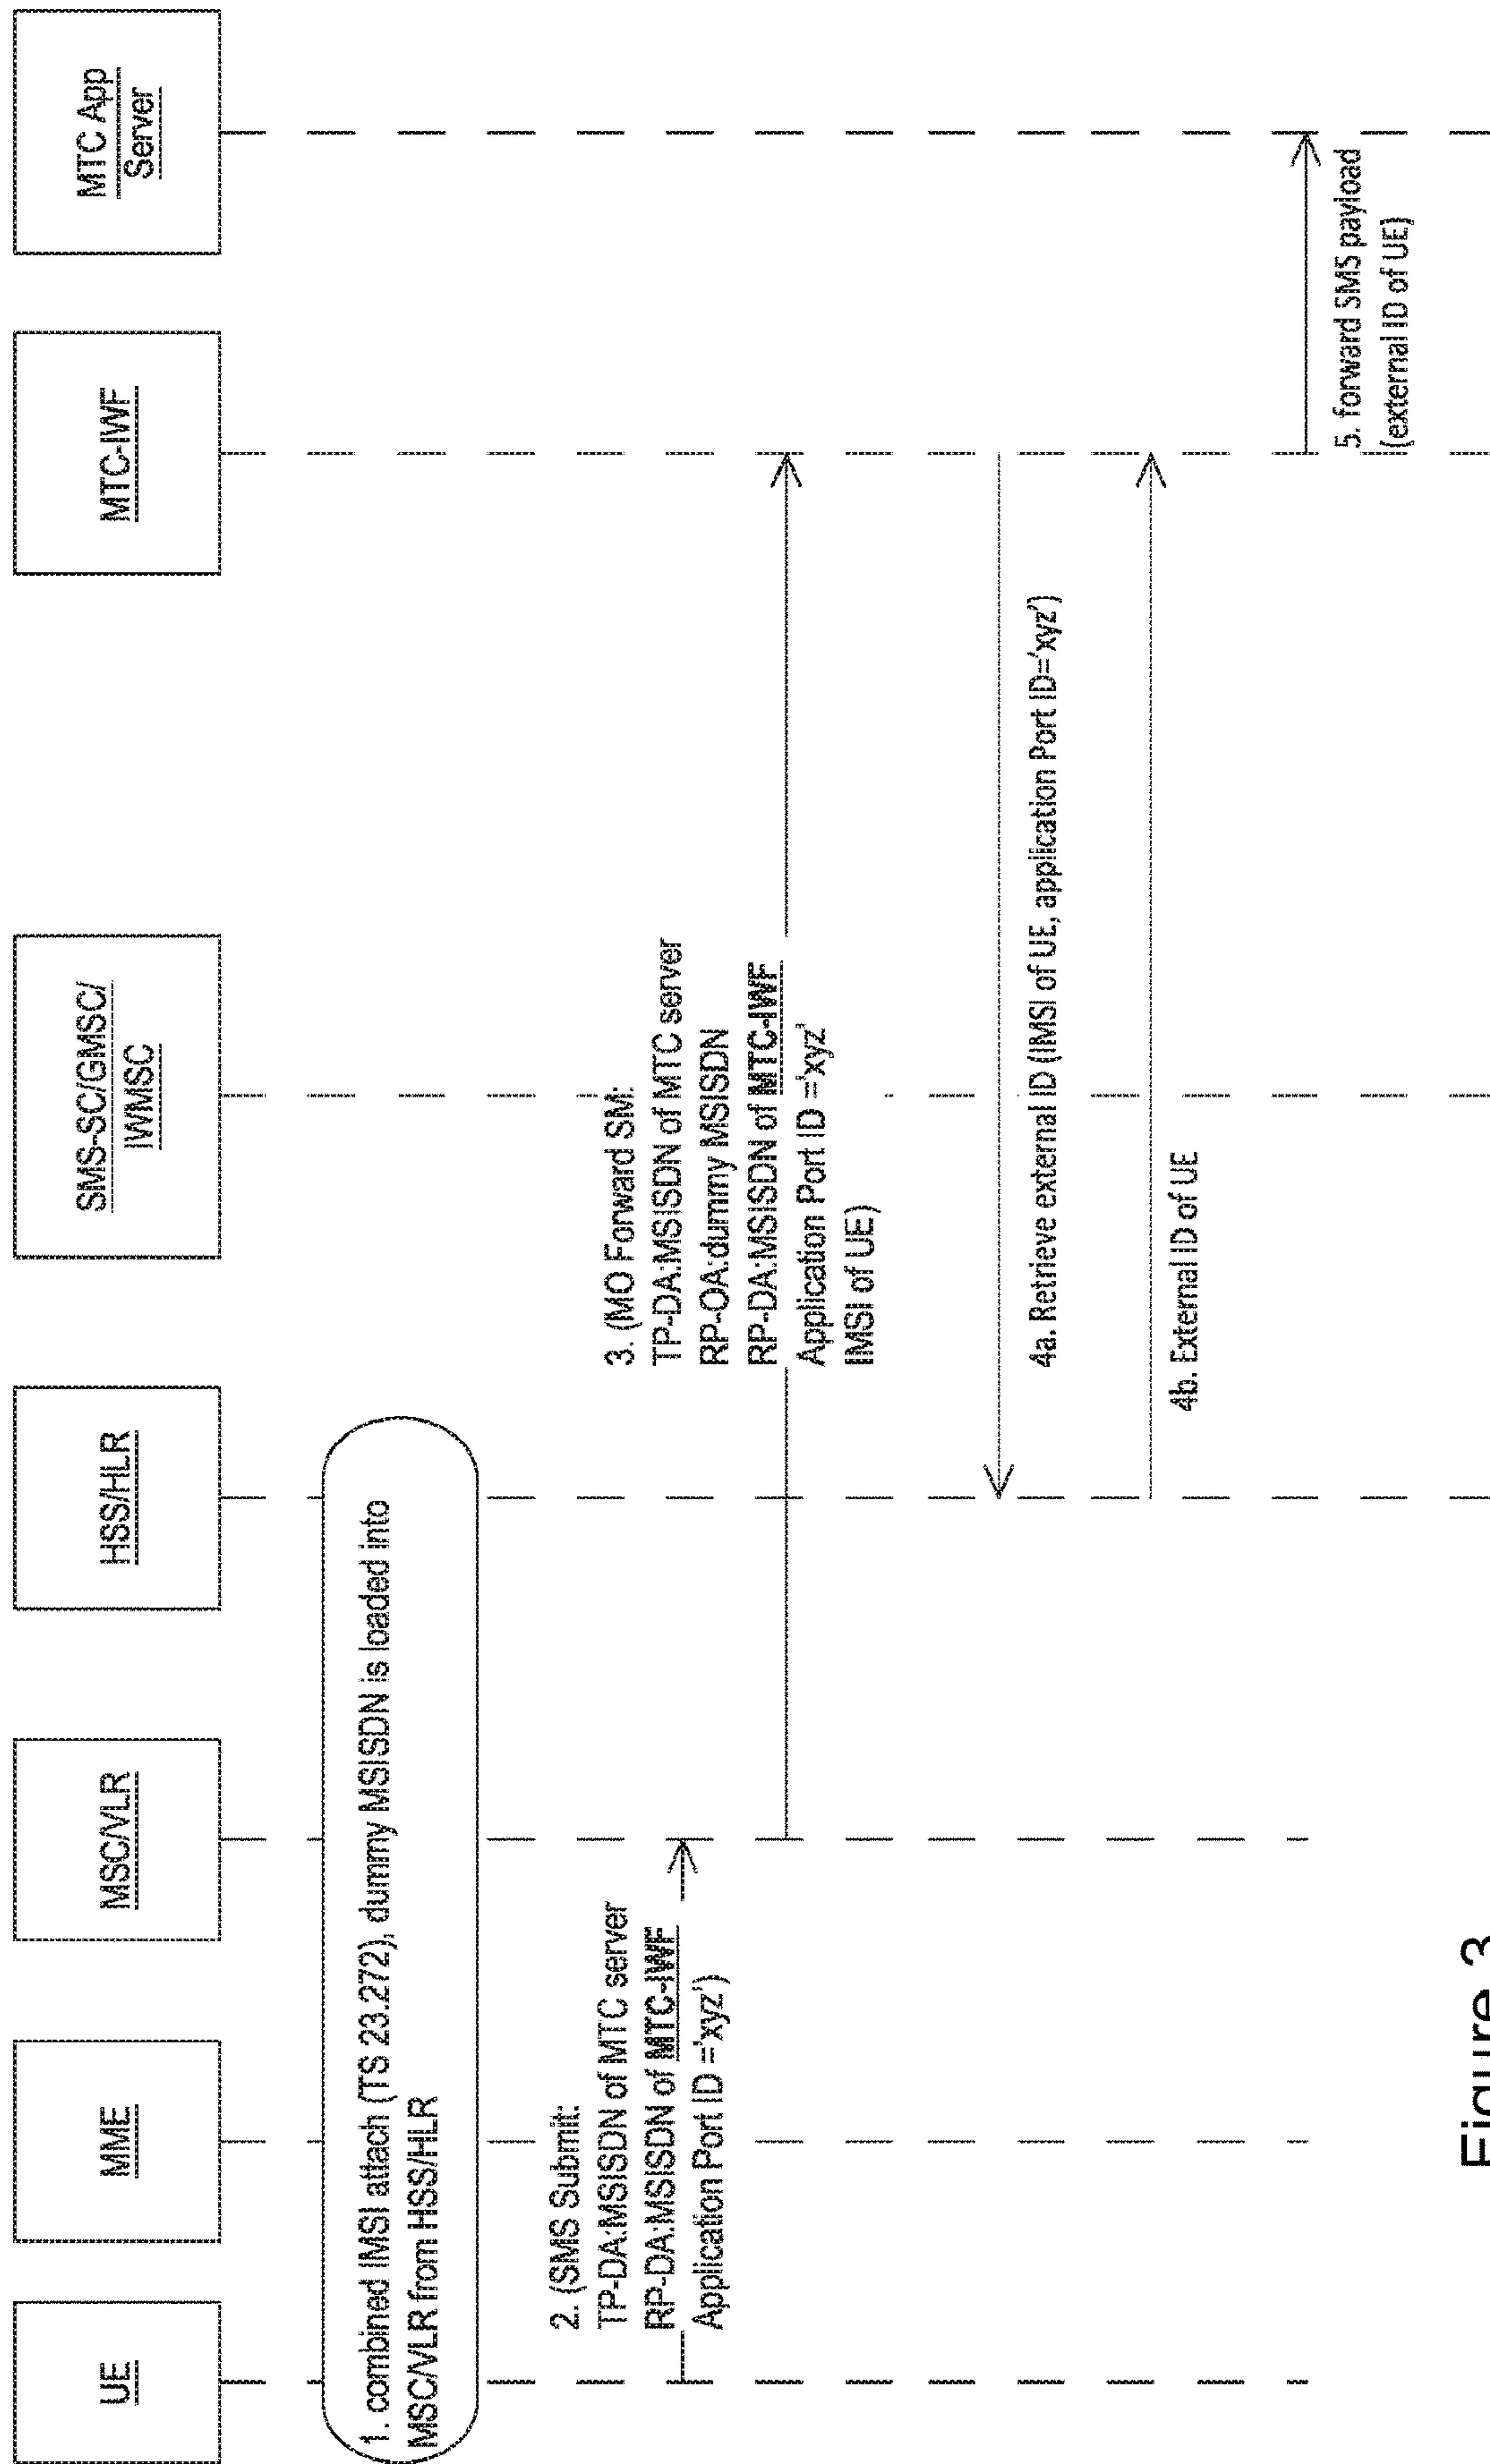 UE
MME
MSC/VLR
HSS/HLR
SMS-SC/GMSC/
IWMSC
MTC-IWF
MTC App
Server
1. combined IMSI attach (TS 23.272), dummy MSISDN is loaded into
MSC/VLR from HSS/HLR
2. (SMS Submit:
TP-DA:MSISDN of MTC server
RP-DA:MSISDN of MTC-IWF
Application Port ID ='xyz')
3. (MO Forward SM:
TP-DA:MSISDN of MTC server
RP-OA:dummy MSISDN
RP-DA:MSISDN of MTC-IWF
Application Port ID ='xyz'
IMSI of UE)
4a. Retrieve external ID (IMSI of UE, application Port ID='xyz')
4b. External ID of UE
5. forward SMS payload
(external ID of UE)
Figure 3